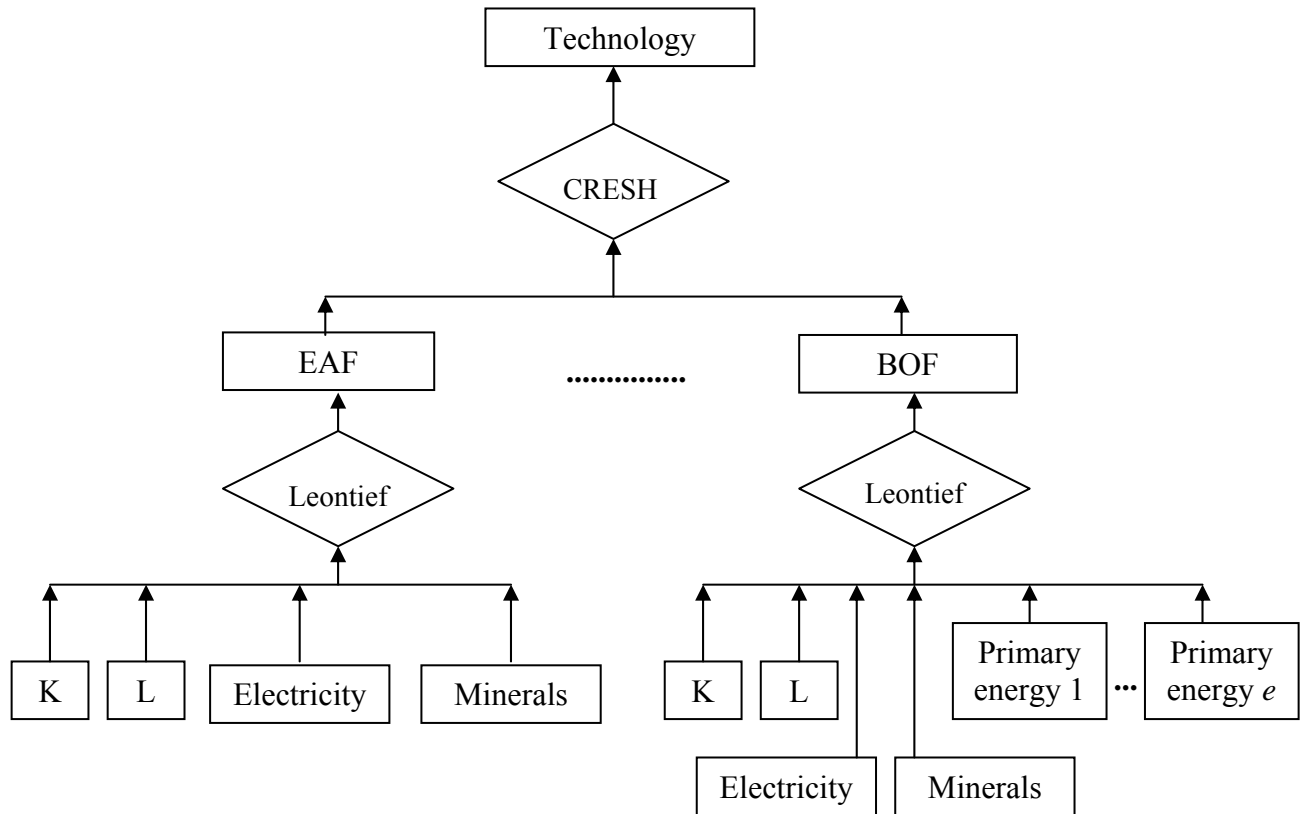 Technology
CRESH
EAF
...............
BOF
Leontief
Leontief
K
L
Electricity
Minerals
K
L
Primary
energy 1
...
Primary
energy e
Electricity
Minerals